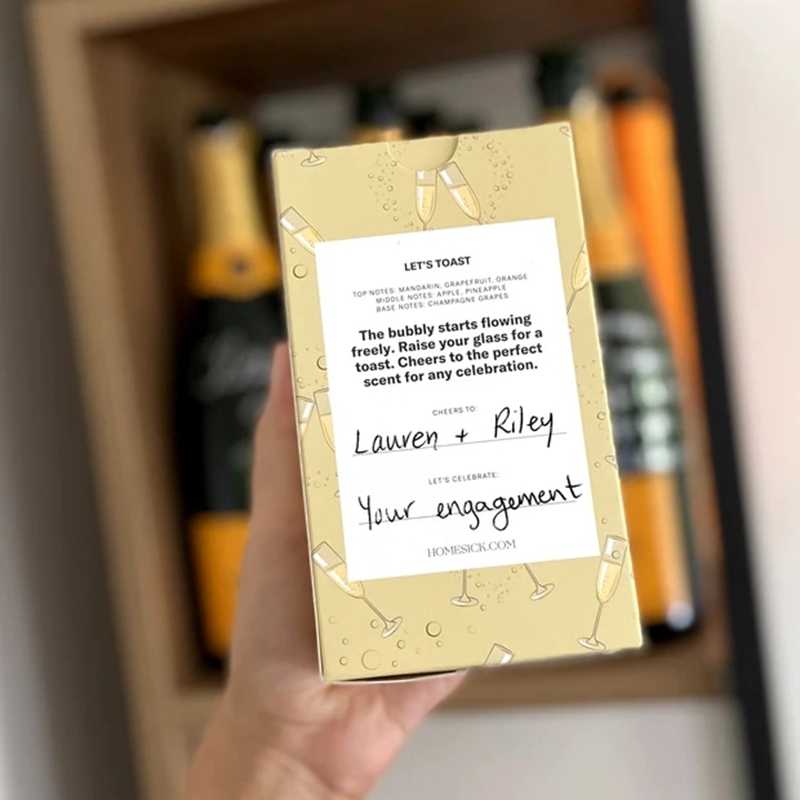 LET'S TOAST
TOP NOTES: MANDARIN, GRAPEFRUIT, ORANGE
MIDDLE NOTES: APPLE, PINEAPPLE
BASE NOTES: CHAMPAGNE GRAPES
The bubbly starts flowing
freely. Raise your glass for a
toast. Cheers to the perfect
scent for any celebration.
CHEERS TO:
Lauren + Riley
LET'S CELEBRATE:
Your engagement
HOMESICK.COM